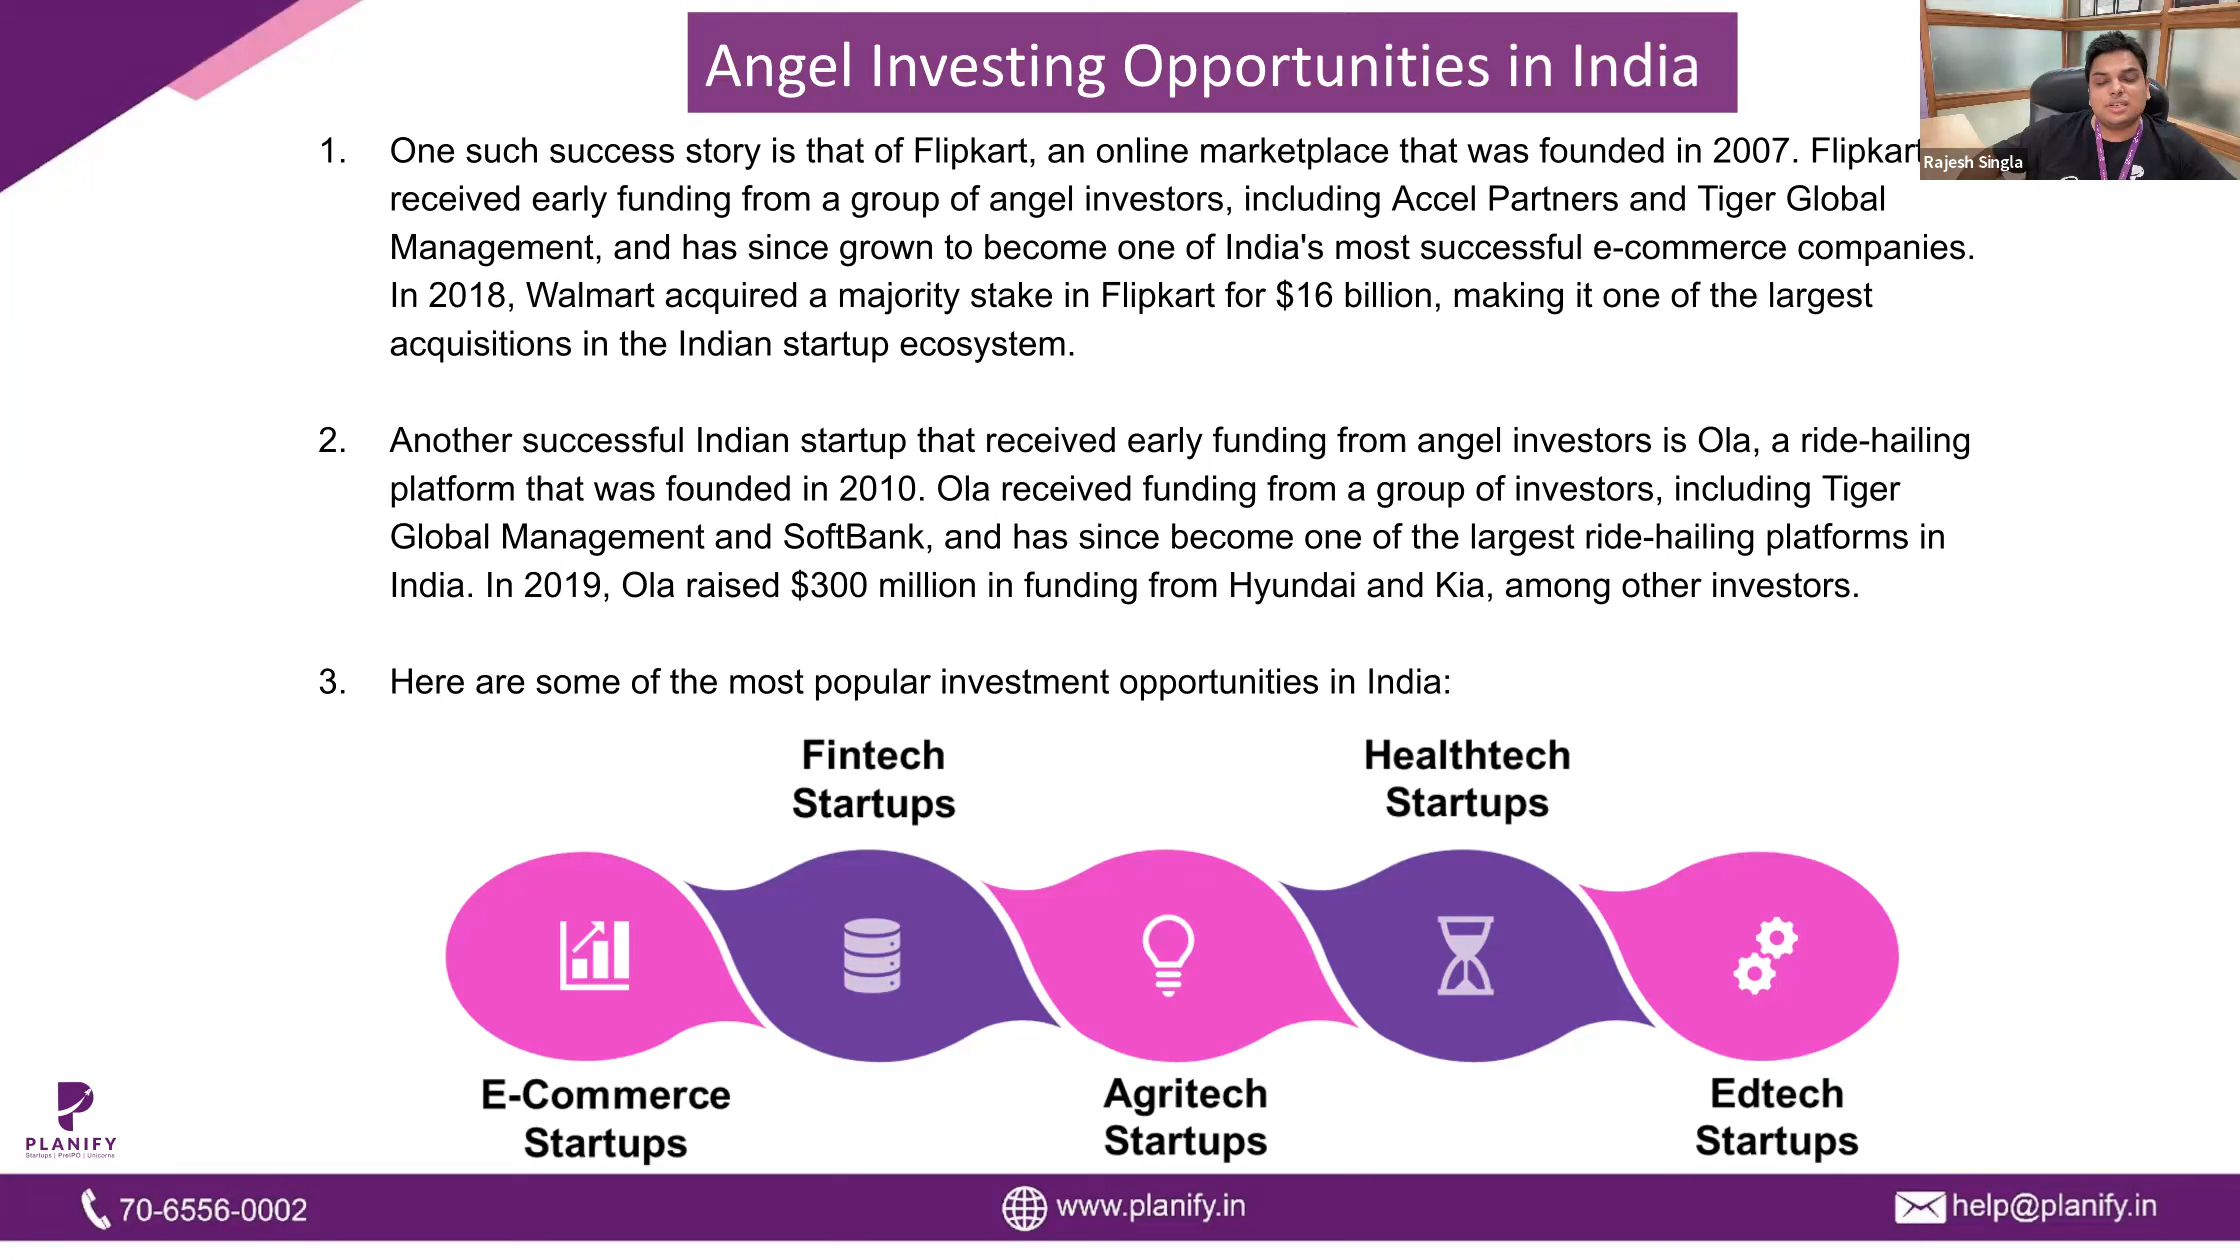 Angel Investing Opportunities in India
Rajesh Singla
1. One such success story is that of Flipkart, an online marketplace that was founded in 2007. Flipkart
received early funding from a group of angel investors, including Accel Partners and Tiger Global
Management, and has since grown to become one of India's most successful e-commerce companies.
In 2018, Walmart acquired a majority stake in Flipkart for $16 billion, making it one of the largest
acquisitions in the Indian startup ecosystem.
2. Another successful Indian startup that received early funding from angel investors is Ola, a ride-hailing
platform that was founded in 2010. Ola received funding from a group of investors, including Tiger
Global Management and SoftBank, and has since become one of the largest ride-hailing platforms in
India. In 2019, Ola raised $300 million in funding from Hyundai and Kia, among other investors.
3. Here are some of the most popular investment opportunities in India:
Fintech
Startups
Healthtech
Startups
E-Commerce
Startups
Agritech
Startups
Edtech
Startups
PLANIFY
Startups | PreIPO | Unicorns
70-6556-0002
www.planify.in
help@planify.in